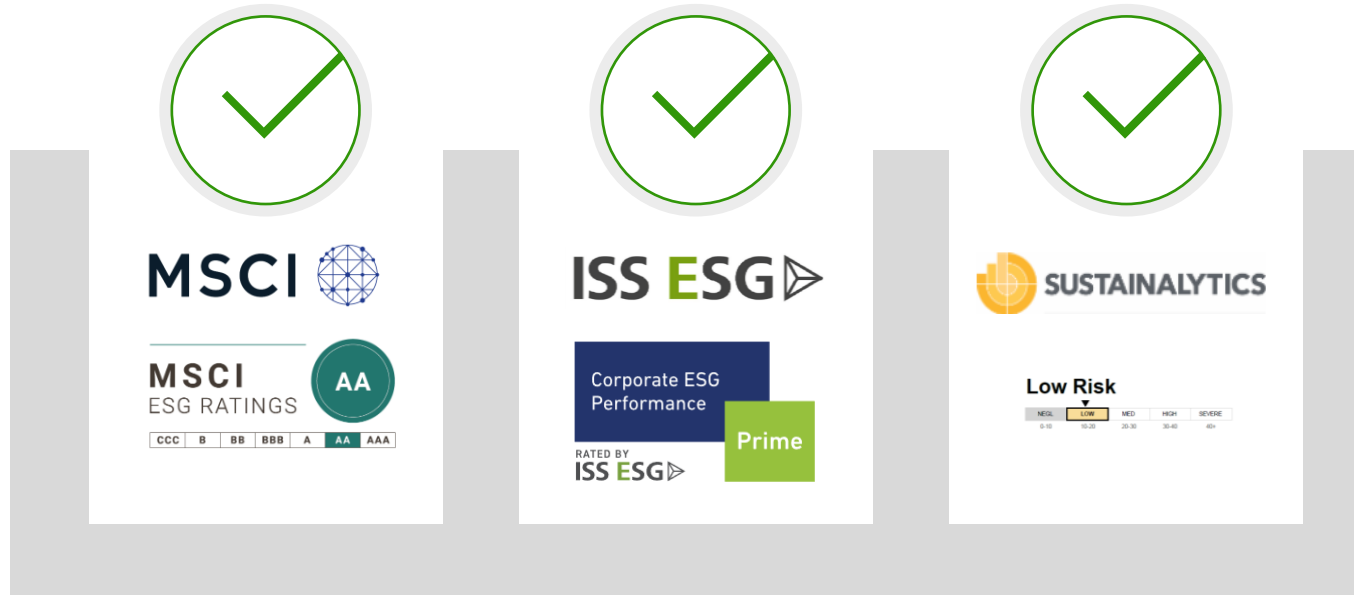 MSCI
MSCI
ESG RATINGS
AA
CCC B BB BBB A AA AAA
ISS ESG
Corporate ESG
Performance
Prime
RATED BY
ISS ESG
SUSTAINALYTICS
Low Risk
NEGL LOW MED HIGH SEVERE
0-10 10-20 20-30 30-40 40+